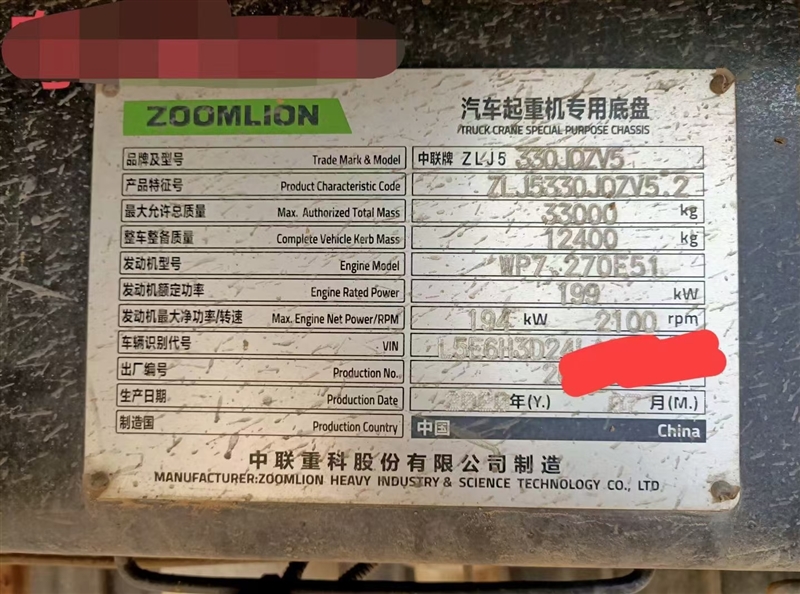 ZOOMLION
汽车起重机专用底盘
TRUCK CRANE SPECIAL PURPOSE CHASSIS
品牌及型号 Trade Mark & Model 中联牌 ZLJ5 330JQZV5
产品特征号 Product Characteristic Code ZLJ5330JQZV5.2
最大允许总质量 Max. Authorized Total Mass 33000 kg
整车整备质量 Complete Vehicle Kerb Mass 12400 kg
发动机型号 Engine Model WP7.270E51
发动机额定功率 Engine Rated Power 199 kW
发动机最大净功率/转速 Max. Engine Net Power/RPM 194 kW 2100 rpm
车辆识别代号 VIN L5E6H3D24
出厂编号 Production No. 2
生产日期 Production Date 年(Y.) 月(M.)
制造国 Production Country 中国 China
中联重科股份有限公司制造
MANUFACTURER:ZOOMLION HEAVY INDUSTRY & SCIENCE TECHNOLOGY CO., LTD